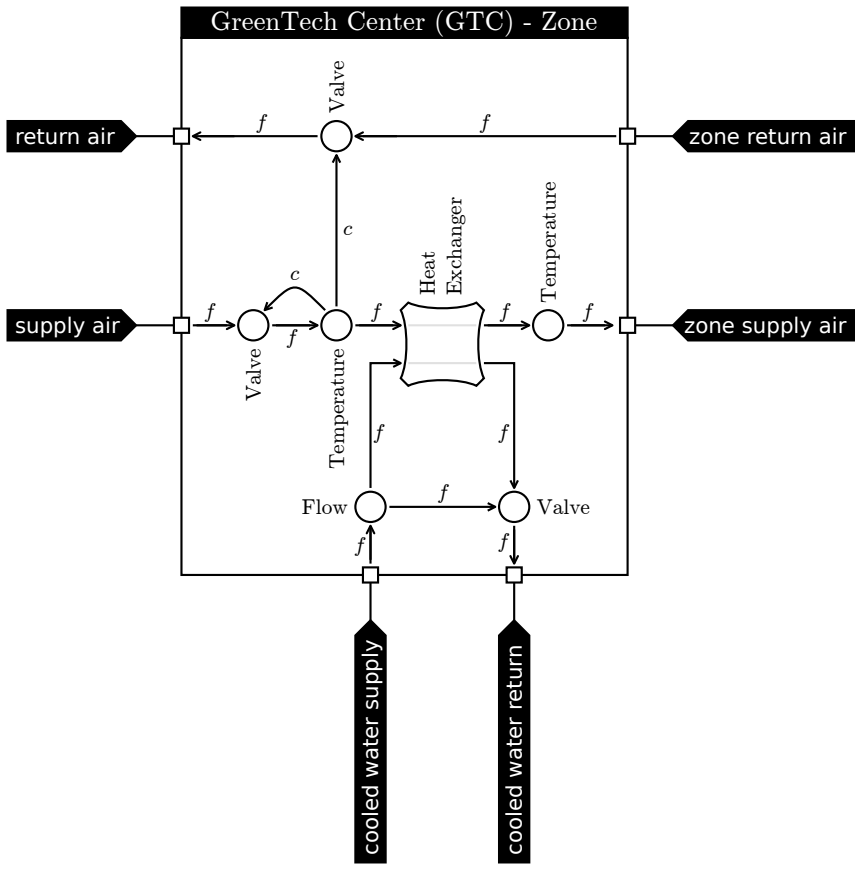 GreenTech Center (GTC) - Zone
Valve
return air
f
f
zone return air
c
Heat
Exchanger
Temperature
c
supply air
f
f
f
f
f
zone supply air
Valve
Temperature
f
f
Flow
f
Valve
f
f
cooled water supply
cooled water return